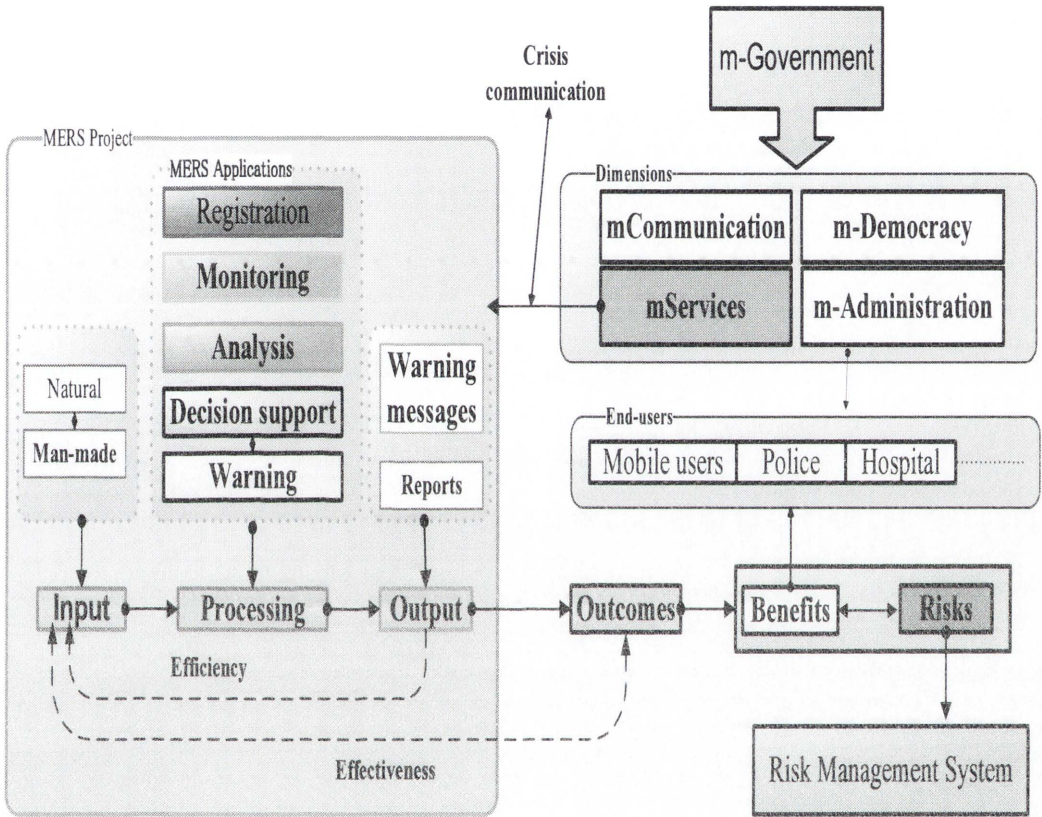 m-Government
Crisis
communication
MERS Project
MERS Applications
Registration
Monitoring
Analysis
Decision support
Warning
Natural
Man-made
Warning
messages
Reports
Dimensions
mCommunication
m-Democracy
mServices
m-Administration
End-users
Mobile users
Police
Hospital
Input
Processing
Output
Outcomes
Benefits
Risks
Efficiency
Effectiveness
Risk Management System